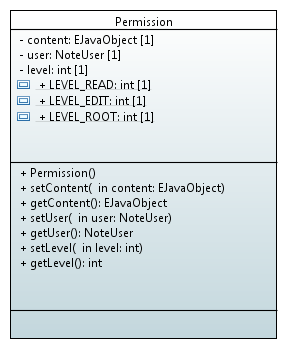 Permission
- content: EJavaObject [1]
- user: NoteUser [1]
- level: int [1]
+ LEVEL_READ: int [1]
+ LEVEL_EDIT: int [1]
+ LEVEL_ROOT: int [1]
+ Permission()
+ setContent(  in content: EJavaObject)
+ getContent(): EJavaObject
+ setUser(  in user: NoteUser)
+ getUser(): NoteUser
+ setLevel(  in level: int)
+ getLevel(): int